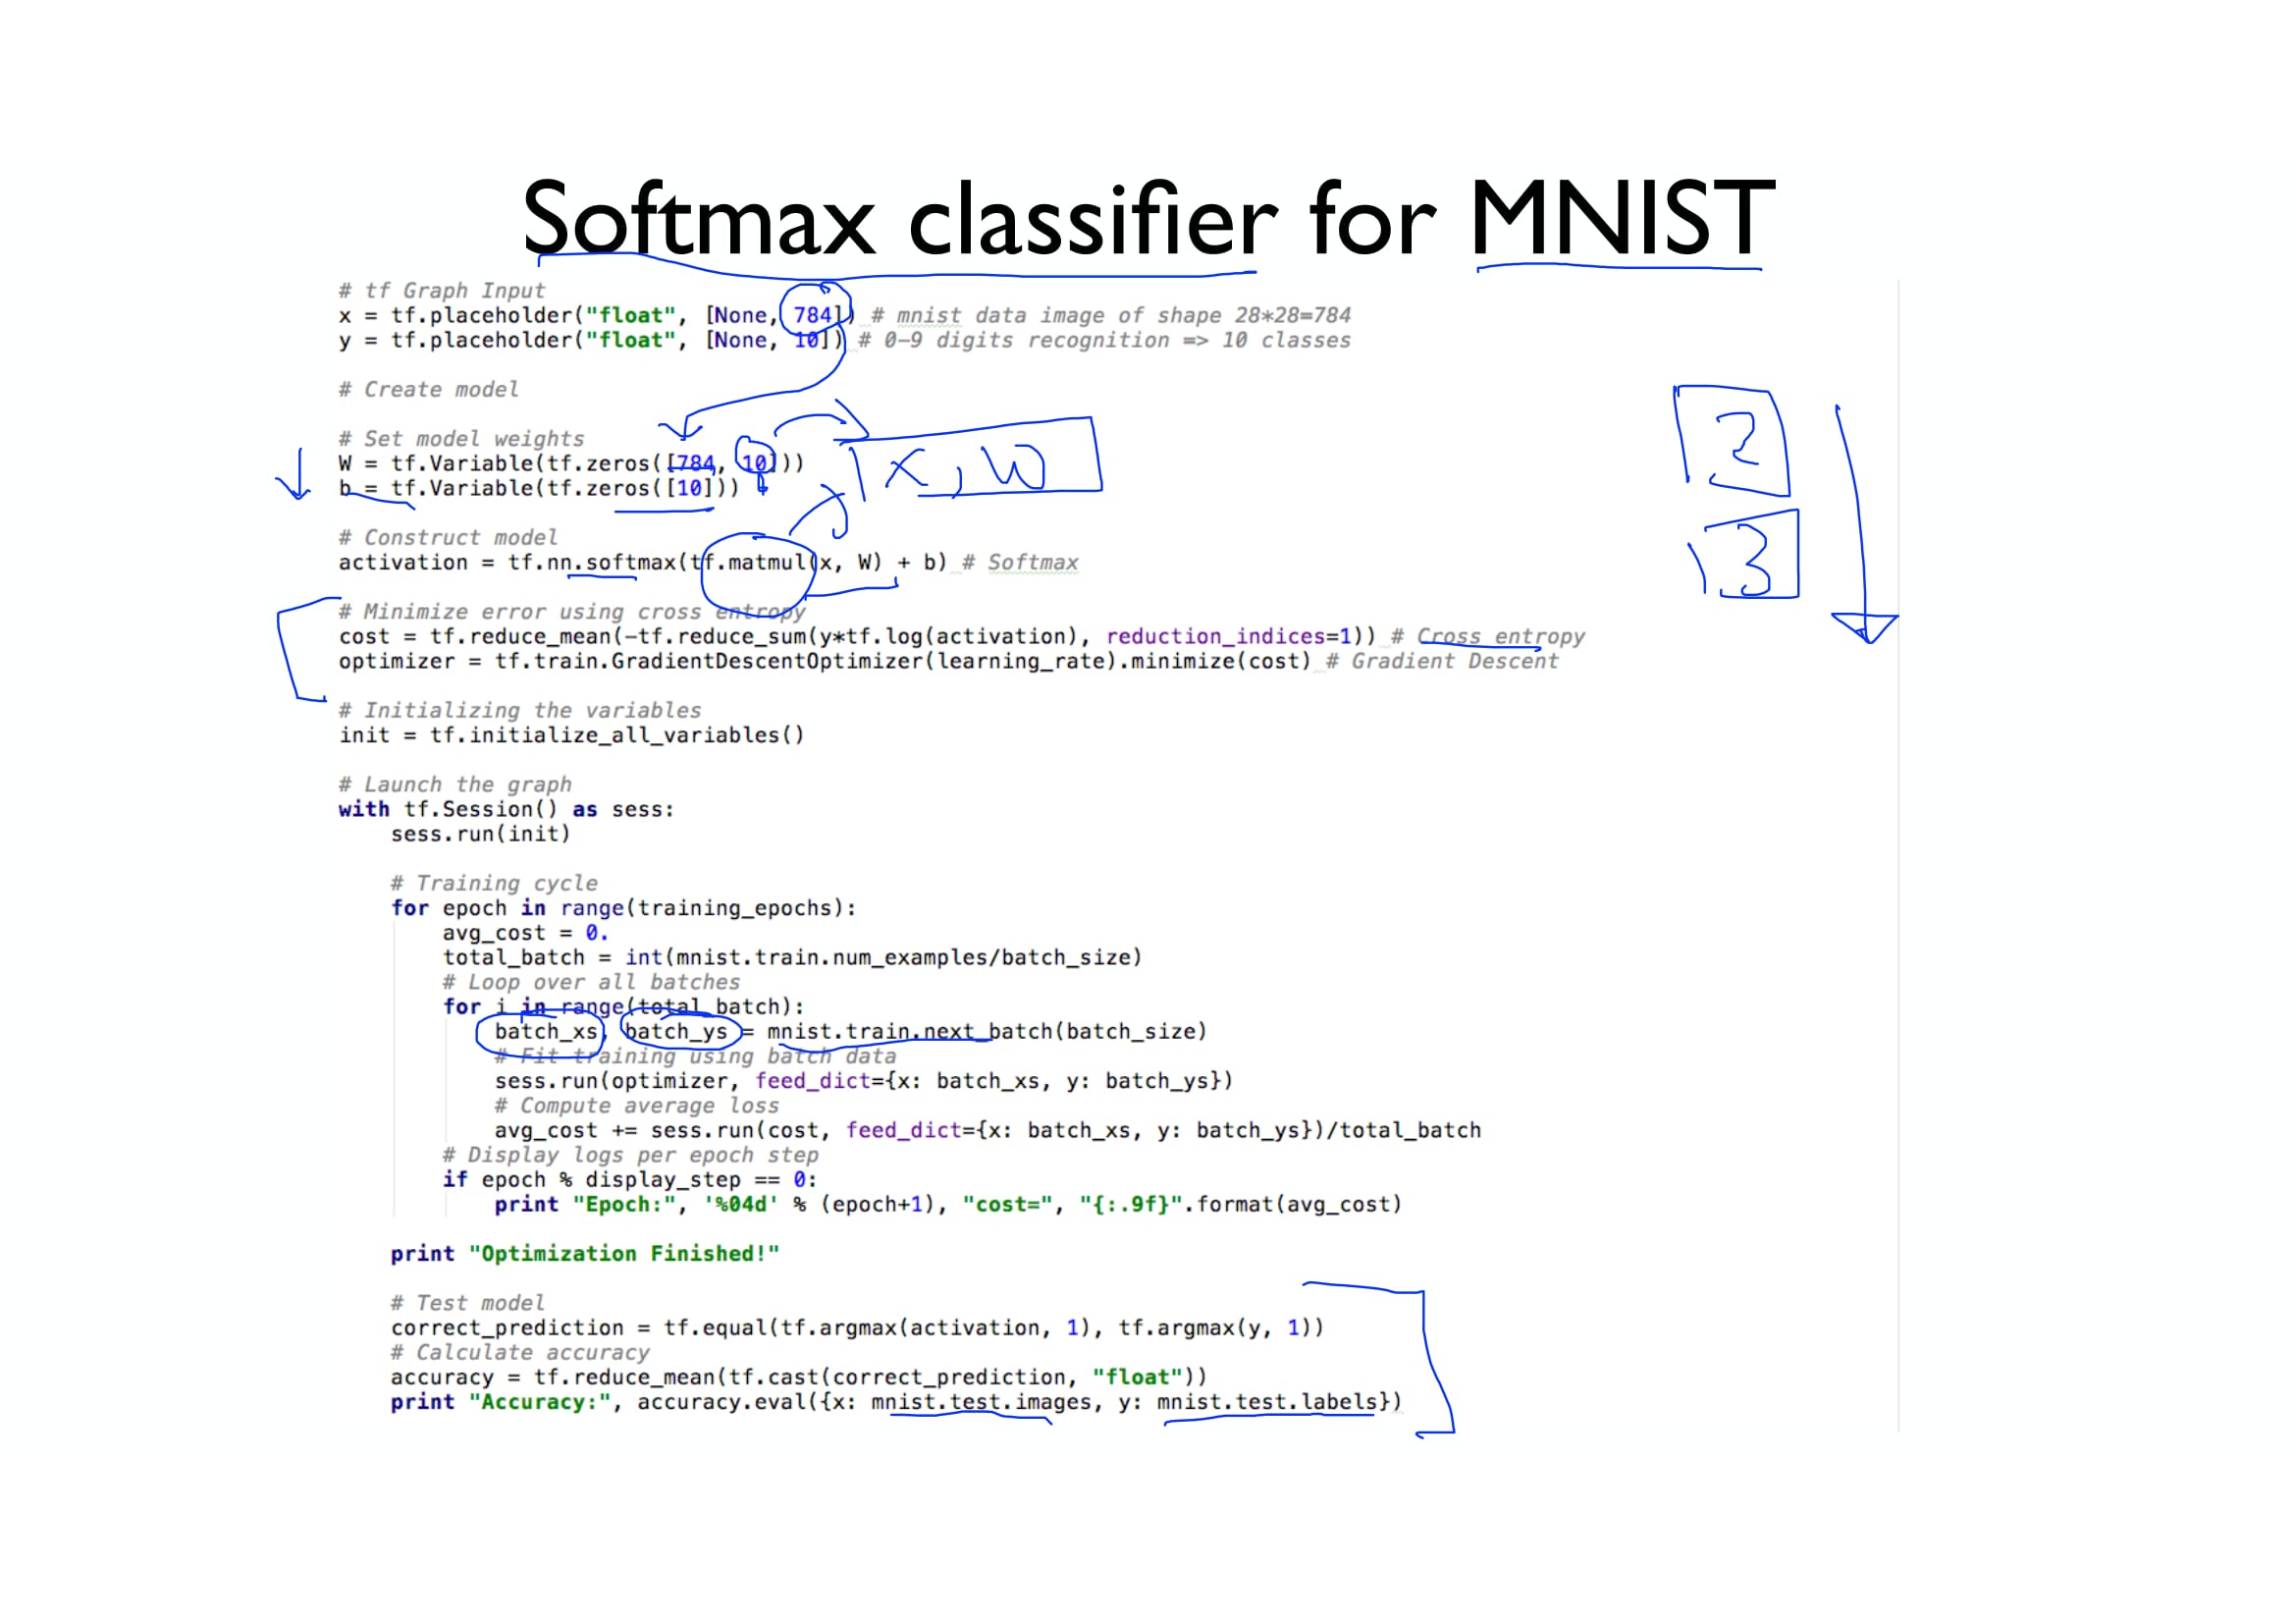 Softmax classifier for MNIST
# tf Graph Input
x = tf.placeholder("float", [None, 784]) # mnist data image of shape 28*28=784
y = tf.placeholder("float", [None, 10]) # 0-9 digits recognition => 10 classes
# Create model
# Set model weights
W = tf.Variable(tf.zeros([784, 10]))
b = tf.Variable(tf.zeros([10]))
x, W
2
3
# Construct model
activation = tf.nn.softmax(tf.matmul(x, W) + b) # Softmax
# Minimize error using cross entropy
cost = tf.reduce_mean(-tf.reduce_sum(y*tf.log(activation), reduction_indices=1)) # Cross entropy
optimizer = tf.train.GradientDescentOptimizer(learning_rate).minimize(cost) # Gradient Descent
# Initializing the variables
init = tf.initialize_all_variables()
# Launch the graph
with tf.Session() as sess:
sess.run(init)
# Training cycle
for epoch in range(training_epochs):
avg_cost = 0.
total_batch = int(mnist.train.num_examples/batch_size)
# Loop over all batches
for i in range(total_batch):
batch_xs, batch_ys = mnist.train.next_batch(batch_size)
# Fit training using batch data
sess.run(optimizer, feed_dict={x: batch_xs, y: batch_ys})
# Compute average loss
avg_cost += sess.run(cost, feed_dict={x: batch_xs, y: batch_ys})/total_batch
# Display logs per epoch step
if epoch % display_step == 0:
print "Epoch:", '%04d' % (epoch+1), "cost=", "{:.9f}".format(avg_cost)
print "Optimization Finished!"
# Test model
correct_prediction = tf.equal(tf.argmax(activation, 1), tf.argmax(y, 1))
# Calculate accuracy
accuracy = tf.reduce_mean(tf.cast(correct_prediction, "float"))
print "Accuracy:", accuracy.eval({x: mnist.test.images, y: mnist.test.labels})